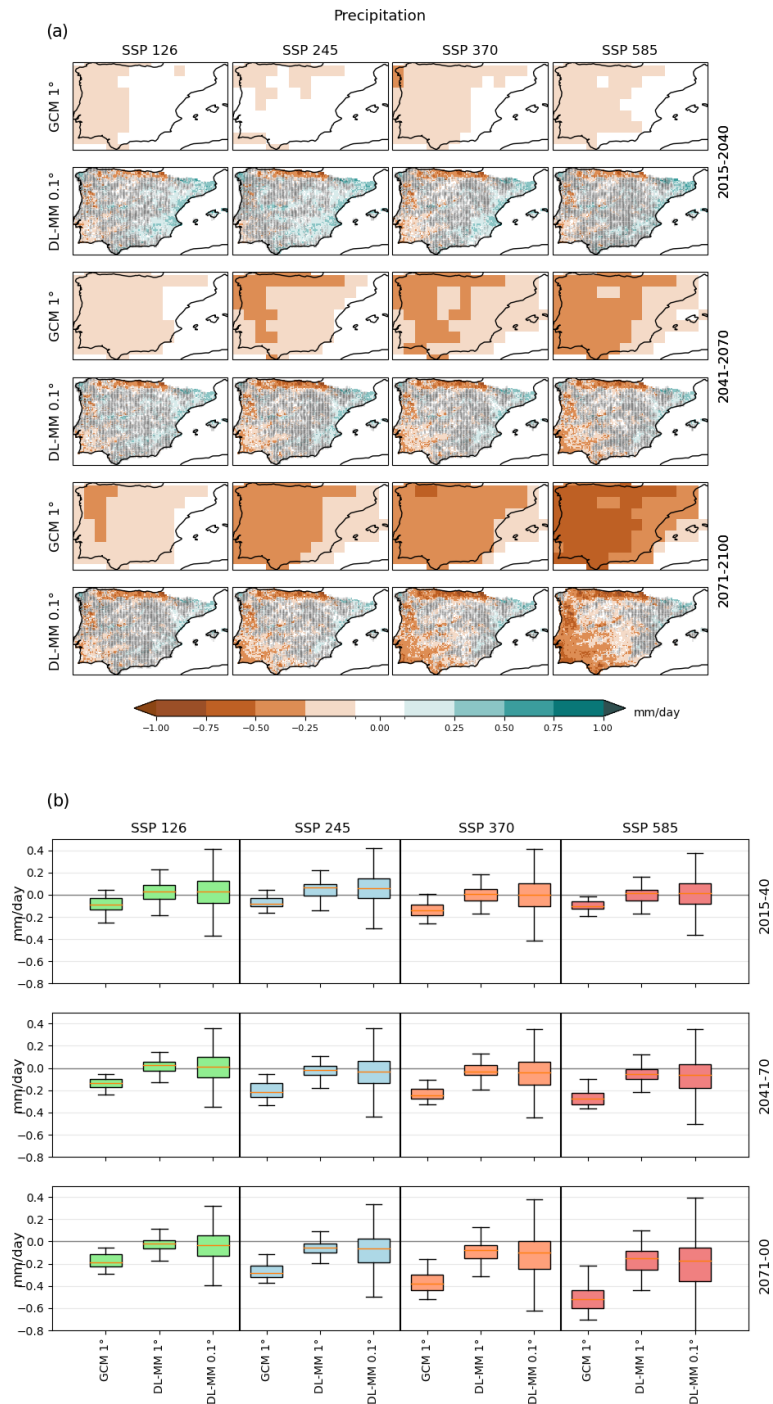 Precipitation
(a)
SSP 126 SSP 245 SSP 370 SSP 585
GCM 1°
DL-MM 0.1°
2015-2040
GCM 1°
DL-MM 0.1°
2041-2070
GCM 1°
DL-MM 0.1°
2071-2100
−1.00 −0.75 −0.50 −0.25 0.00 0.25 0.50 0.75 1.00
mm/day
(b)
SSP 126 SSP 245 SSP 370 SSP 585
mm/day
0.4
0.2
0.0
−0.2
−0.4
−0.6
−0.8
2015-40
mm/day
0.4
0.2
0.0
−0.2
−0.4
−0.6
−0.8
2041-70
mm/day
0.4
0.2
0.0
−0.2
−0.4
−0.6
−0.8
2071-00
GCM 1° DL-MM 1° DL-MM 0.1° GCM 1° DL-MM 1° DL-MM 0.1° GCM 1° DL-MM 1° DL-MM 0.1° GCM 1° DL-MM 1° DL-MM 0.1°